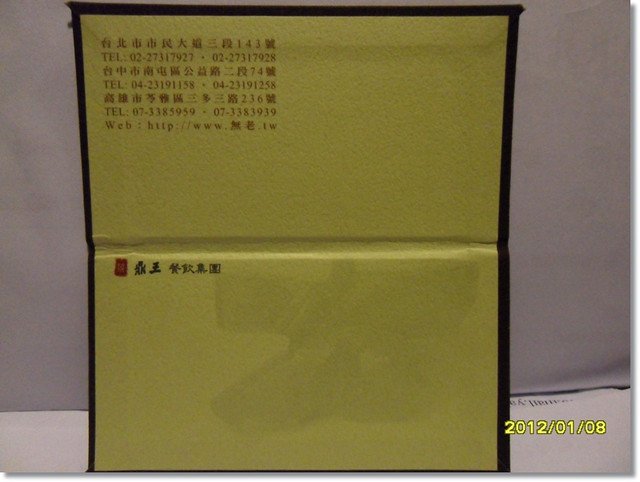 台北市市民大道三段143號
TEL: 02-27317927 · 02-27317928
台中市南屯區公益路二段74號
TEL: 04-23191158 · 04-23191258
高雄市苓雅區三多三路236號
TEL: 07-3385959 · 07-3383939
Web：http://www.無老.tw
鼎王 餐飲集團
2012/01/08